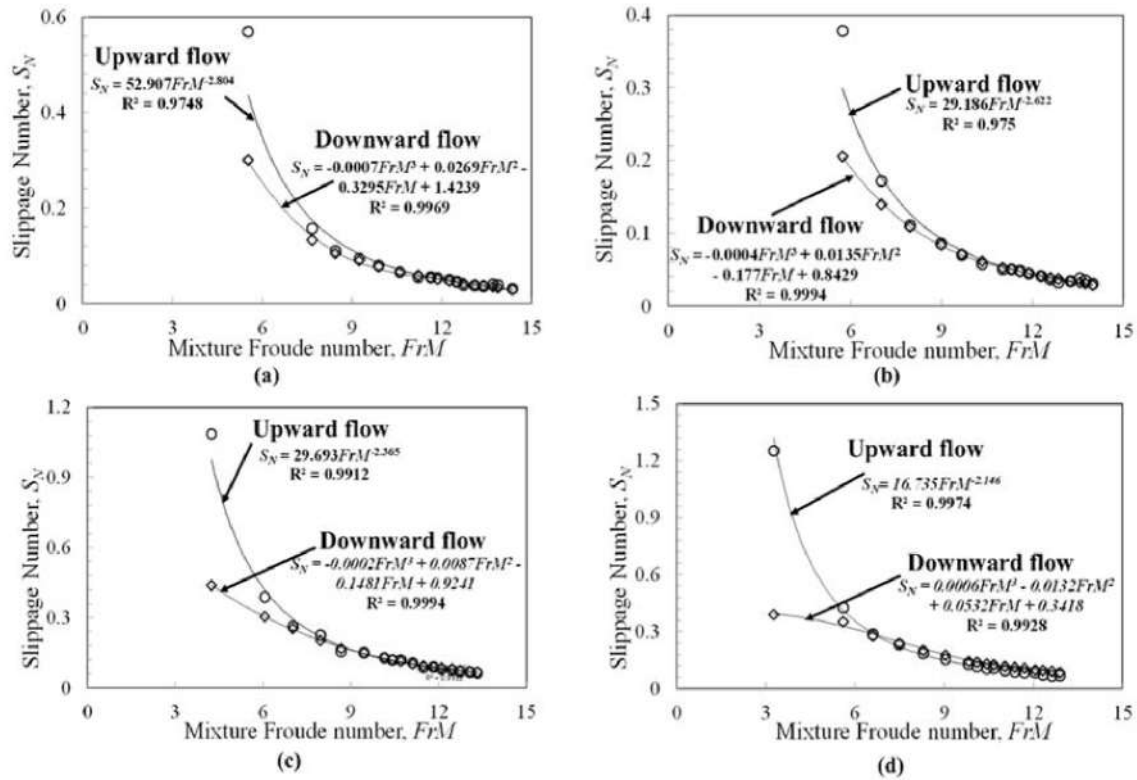 0.6
0.4
0.2
0
Slippage Number, S_N
Upward flow
S_N = 52.907FrM^-2.804
R² = 0.9748
Downward flow
S_N = -0.0007FrM³ + 0.0269FrM² -
0.3295FrM + 1.4239
R² = 0.9969
0 3 6 9 12 15
Mixture Froude number, FrM
(a)
0.4
0.3
0.2
0.1
0
Slippage Number, S_N
Upward flow
S_N = 29.186FrM^-2.622
R² = 0.975
Downward flow
S_N = -0.0004FrM³ + 0.0135FrM²
- 0.177FrM + 0.8429
R² = 0.9994
0 3 6 9 12 15
Mixture Froude number, FrM
(b)
1.2
0.9
0.6
0.3
0
Slippage Number, S_N
Upward flow
S_N = 29.693FrM^-2.365
R² = 0.9912
Downward flow
S_N = -0.0002FrM³ + 0.0087FrM² -
0.1481FrM + 0.9241
R² = 0.9994
0 3 6 9 12 15
Mixture Froude number, FrM
(c)
1.5
1.2
0.9
0.6
0.3
0
Slippage Number, S_N
Upward flow
S_N= 16.735FrM^-2.146
R² = 0.9974
Downward flow
S_N = 0.0006FrM³ - 0.0132FrM²
+ 0.0532FrM + 0.3418
R² = 0.9928
0 3 6 9 12 15
Mixture Froude number, FrM
(d)